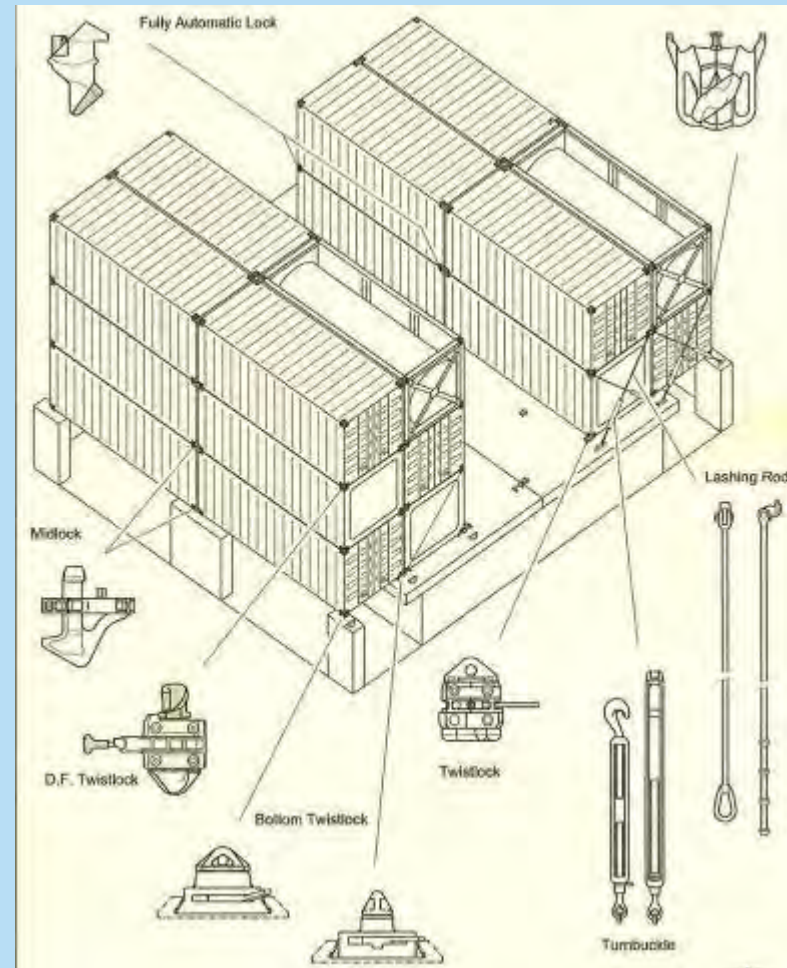 Fully Automatic Lock
Lashing Rod
Midlock
D.F. Twistlock
Twistlock
Bottom Twistlock
Turnbuckle